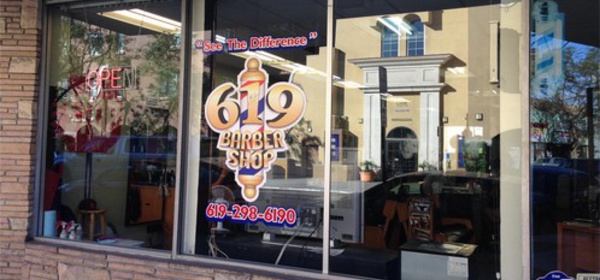 "See The Difference"
OPEN
619
BARBER
SHOP
619-298-6190